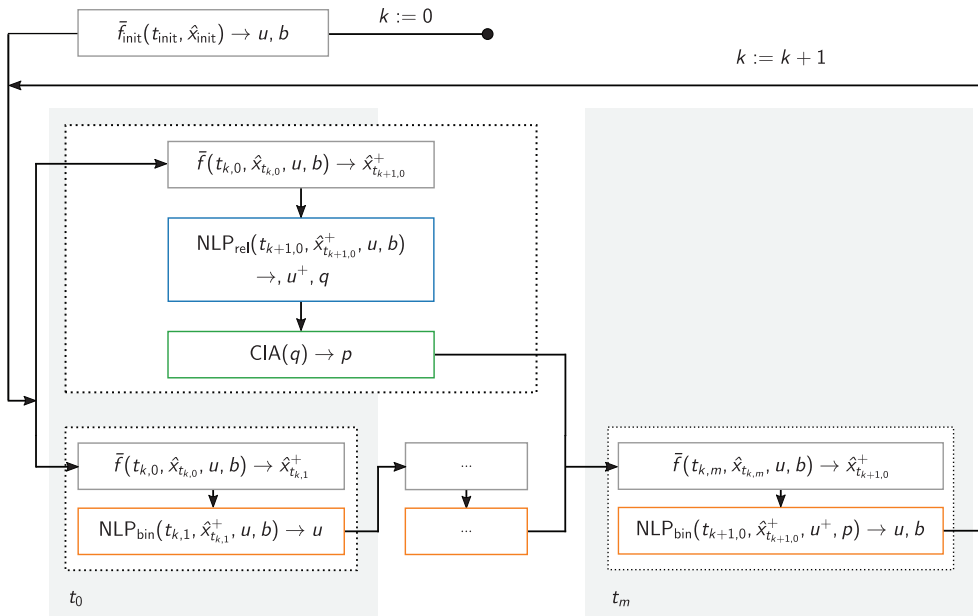 k := 0
f̄_init(t_init, x̂_init) → u, b
k := k + 1
f̄(t_{k,0}, x̂_{t_{k,0}}, u, b) → x̂⁺_{t_{k+1,0}}
NLP_rel(t_{k+1,0}, x̂⁺_{t_{k+1,0}}, u, b)
→, u⁺, q
CIA(q) → p
f̄(t_{k,0}, x̂_{t_{k,0}}, u, b) → x̂⁺_{t_{k,1}}
...
f̄(t_{k,m}, x̂_{t_{k,m}}, u, b) → x̂⁺_{t_{k+1,0}}
NLP_bin(t_{k,1}, x̂⁺_{t_{k,1}}, u, b) → u
...
NLP_bin(t_{k+1,0}, x̂⁺_{t_{k+1,0}}, u⁺, p) → u, b
t_0
t_m